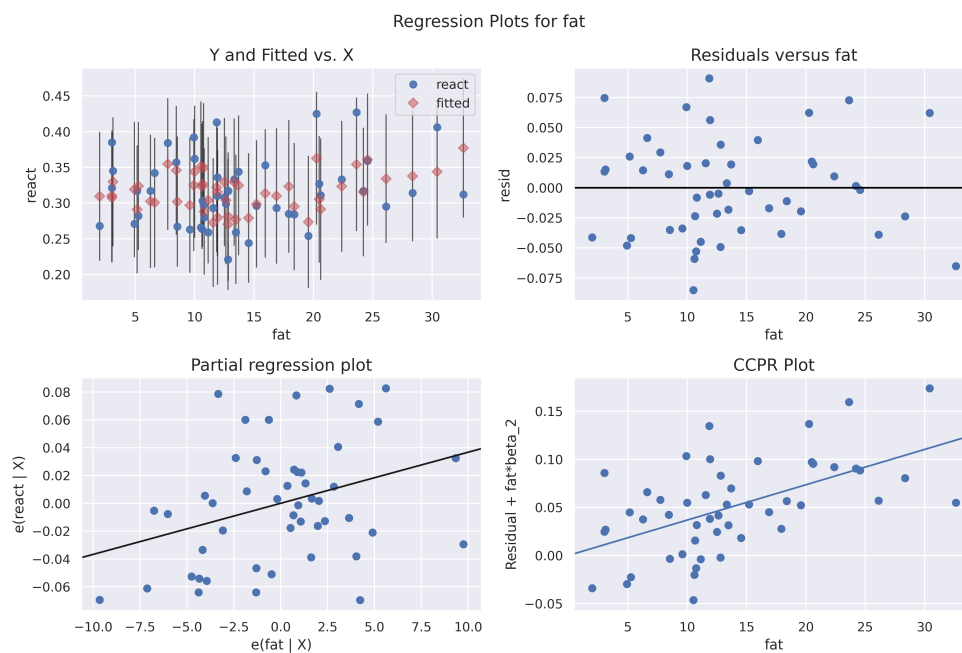 Regression Plots for fat
Y and Fitted vs. X
react
fitted
0.45
0.40
0.35
0.30
0.25
0.20
react
5 10 15 20 25 30
fat
Residuals versus fat
0.075
0.050
0.025
0.000
−0.025
−0.050
−0.075
resid
5 10 15 20 25 30
fat
Partial regression plot
0.08
0.06
0.04
0.02
0.00
−0.02
−0.04
−0.06
e(react | X)
−10.0 −7.5 −5.0 −2.5 0.0 2.5 5.0 7.5 10.0
e(fat | X)
CCPR Plot
0.15
0.10
0.05
0.00
−0.05
Residual + fat*beta_2
5 10 15 20 25 30
fat